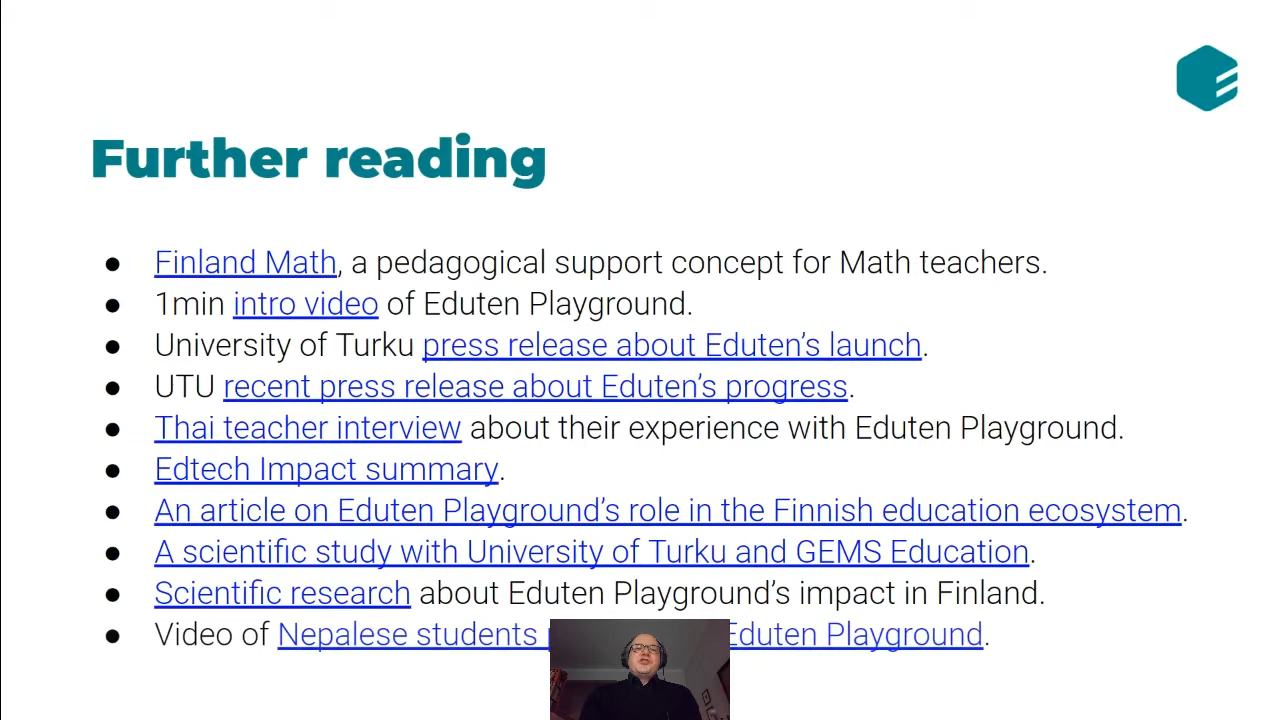 Further reading
● Finland Math, a pedagogical support concept for Math teachers.
● 1min intro video of Eduten Playground.
● University of Turku press release about Eduten’s launch.
● UTU recent press release about Eduten’s progress.
● Thai teacher interview about their experience with Eduten Playground.
● Edtech Impact summary.
● An article on Eduten Playground’s role in the Finnish education ecosystem.
● A scientific study with University of Turku and GEMS Education.
● Scientific research about Eduten Playground’s impact in Finland.
● Video of Nepalese students Eduten Playground.